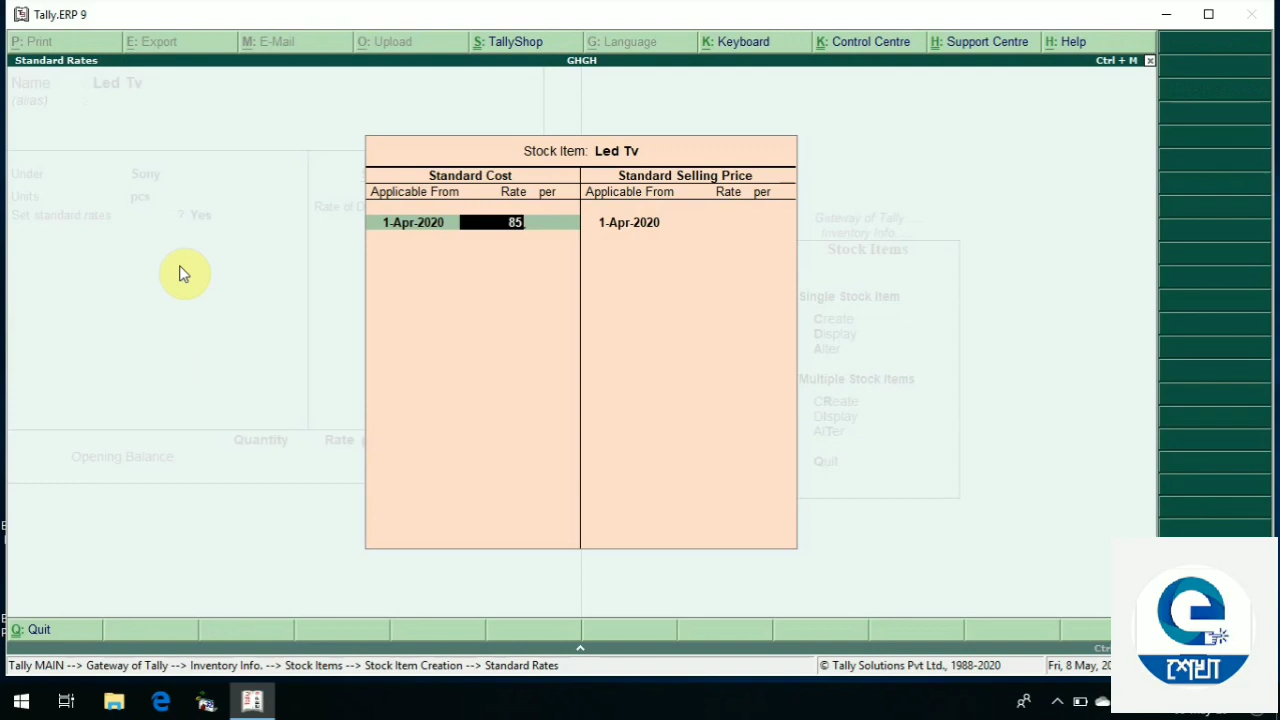 Tally.ERP 9
P: Print E: Export M: E-Mail O: Upload S: TallyShop G: Language K: Keyboard K: Control Centre H: Support Centre H: Help
Standard Rates GHGH Ctrl + M
Name Led Tv
(alias)
Stock Item: Led Tv
Under Sony
Standard Cost Standard Selling Price
Applicable From Rate per Applicable From Rate per
Units pcs
Set standard rates ? Yes
Rate of D
1-Apr-2020 85 1-Apr-2020
Gateway of Tally ...
Inventory Info. ...
Stock Items
Single Stock Item
Create
Display
Alter
Multiple Stock Items
CReate
DIsplay
AlTer
Quit
Quantity Rate
Opening Balance
Q: Quit
Tally MAIN --> Gateway of Tally --> Inventory Info. --> Stock Items --> Stock Item Creation --> Standard Rates © Tally Solutions Pvt Ltd., 1988-2020 Fri, 8 May, 20
e
শেখা